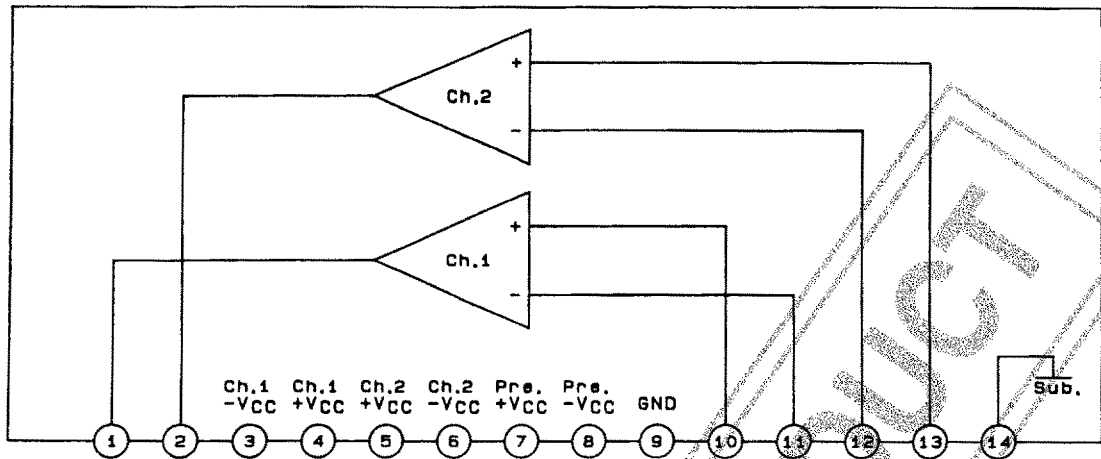 +
Ch.2
-
+
Ch.1
-
Ch.1 Ch.1 Ch.2 Ch.2 Pre. Pre.
-VCC +VCC +VCC -VCC +VCC -VCC GND
Sub.
1 2 3 4 5 6 7 8 9 10 11 12 13 14
UCT